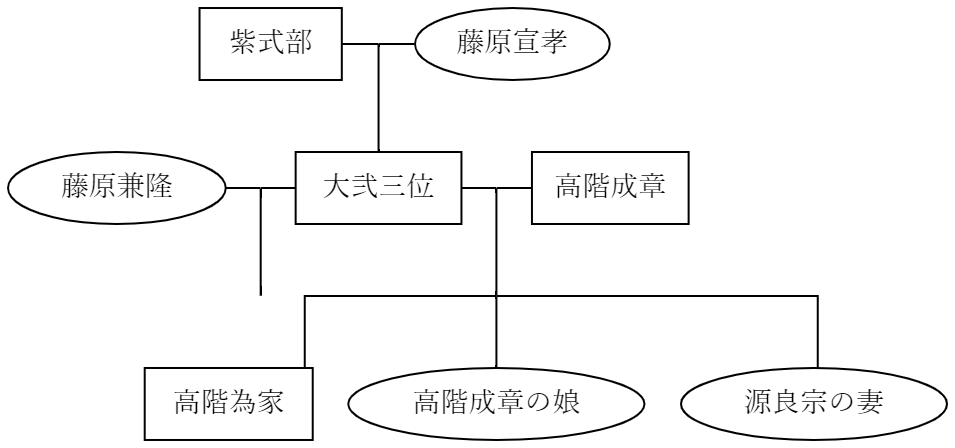 紫式部
藤原宣孝
藤原兼隆
大弐三位
高階成章
高階為家
高階成章の娘
源良宗の妻